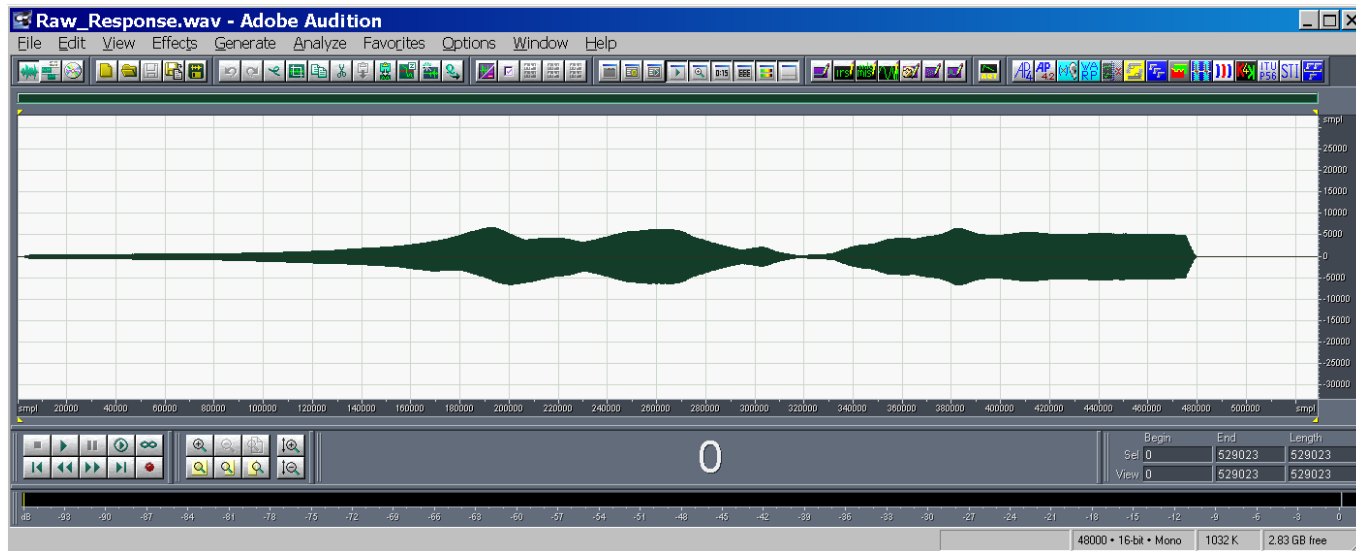 Raw_Response.wav - Adobe Audition
File Edit View Effects Generate Analyze Favorites Options Window Help
smpl
25000
20000
15000
10000
5000
0
-5000
-10000
-15000
-20000
-25000
-30000
smpl 20000 40000 60000 80000 100000 120000 140000 160000 180000 200000 220000 240000 260000 280000 300000 320000 340000 360000 380000 400000 420000 440000 460000 480000 500000 smpl
0
Begin End Length
Sel 0 529023 529023
View 0 529023 529023
dB -93 -90 -87 -84 -81 -78 -75 -72 -69 -66 -63 -60 -57 -54 -51 -48 -45 -42 -39 -36 -33 -30 -27 -24 -21 -18 -15 -12 -9 -6 -3 0
48000 • 16-bit • Mono 1032 K 2.83 GB free